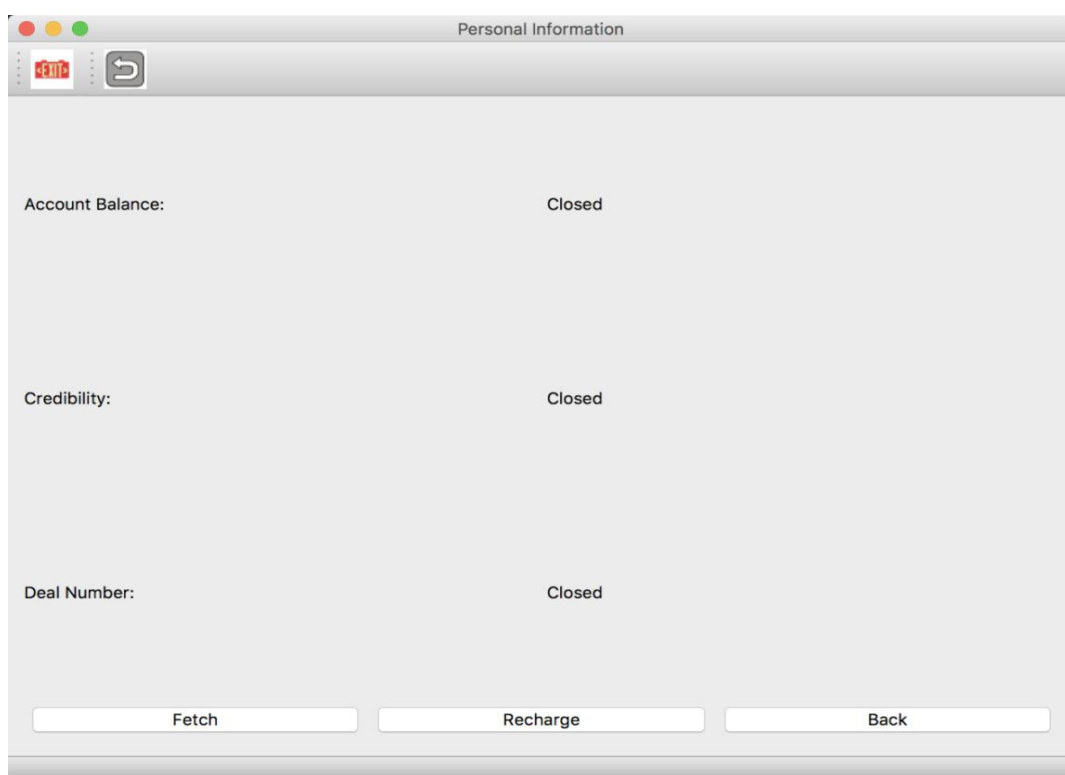 Personal Information
EXIT
Account Balance: Closed
Credibility: Closed
Deal Number: Closed
Fetch Recharge Back